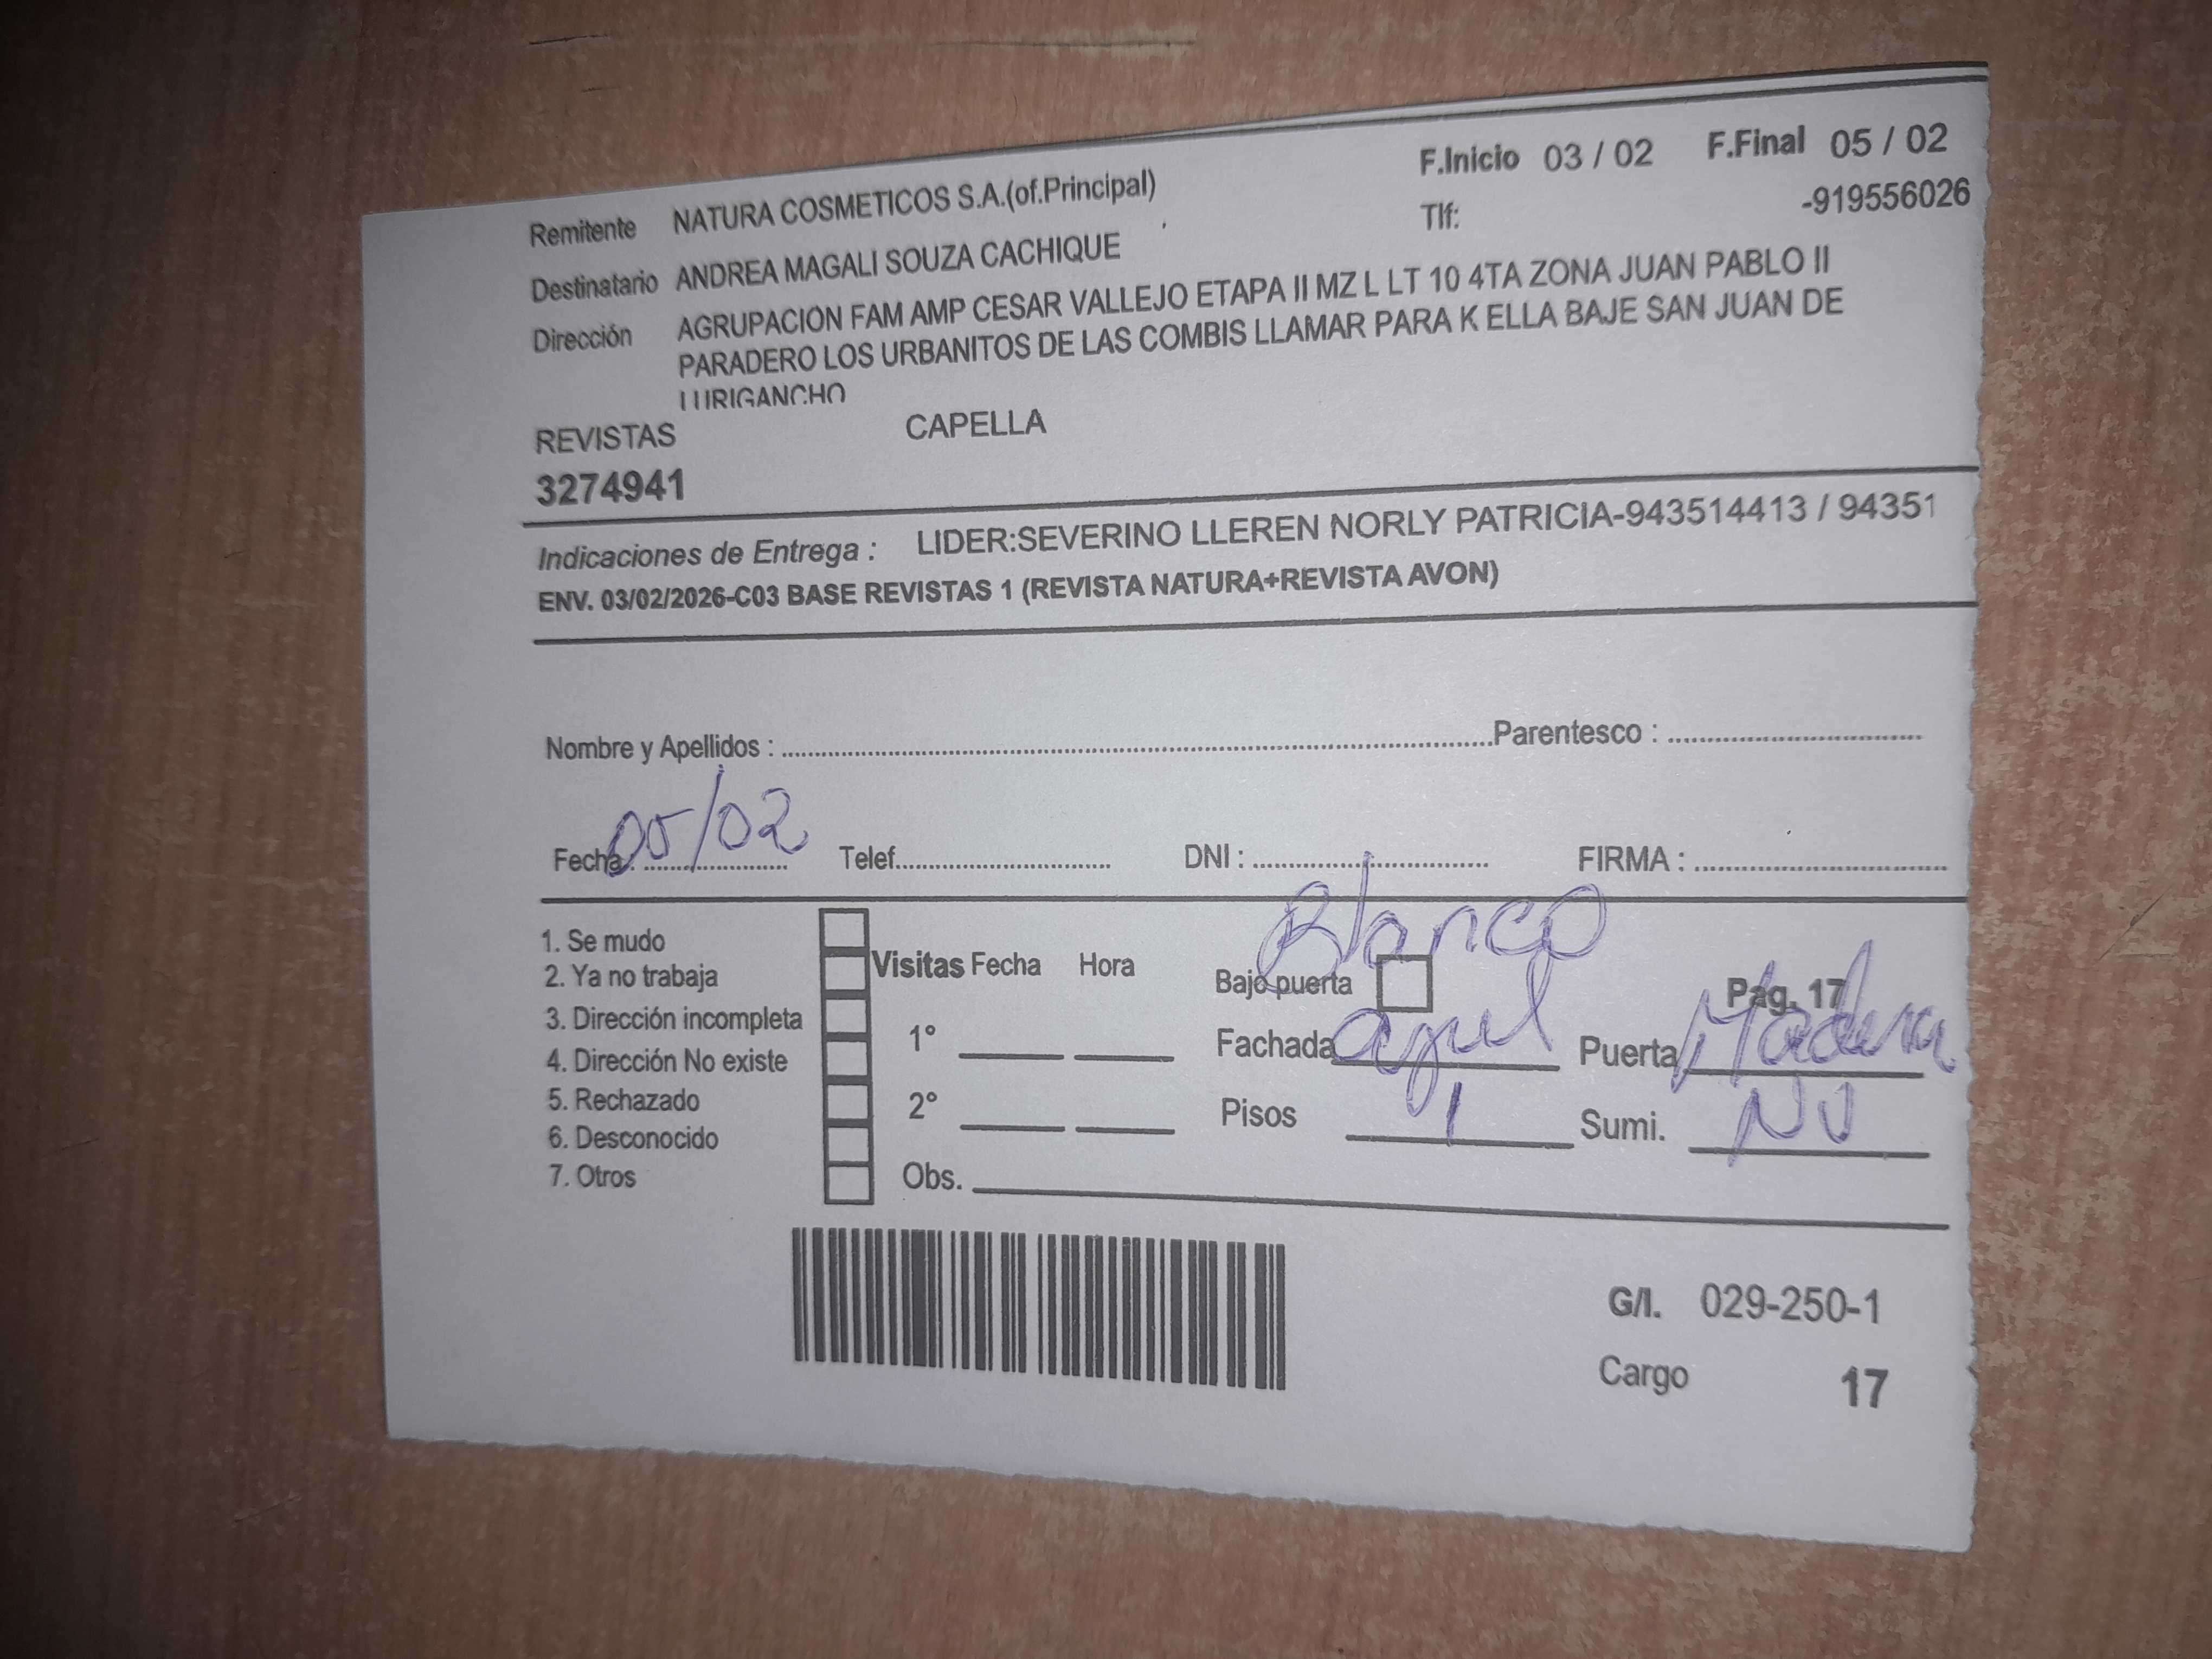 F.Inicio 03 / 02 F.Final 05 / 02
Remitente NATURA COSMETICOS S.A.(of.Principal)
Tlf: -919556026
Destinatario ANDREA MAGALI SOUZA CACHIQUE
Dirección AGRUPACION FAM AMP CESAR VALLEJO ETAPA II MZ L LT 10 4TA ZONA JUAN PABLO II
PARADERO LOS URBANITOS DE LAS COMBIS LLAMAR PARA K ELLA BAJE SAN JUAN DE
LURIGANCHO
REVISTAS CAPELLA
3274941
Indicaciones de Entrega : LIDER:SEVERINO LLEREN NORLY PATRICIA-943514413 / 94351
ENV. 03/02/2026-C03 BASE REVISTAS 1 (REVISTA NATURA+REVISTA AVON)
Nombre y Apellidos : Parentesco :
Fecha: 05/02 Telef. DNI : FIRMA :
1. Se mudo
2. Ya no trabaja
3. Dirección incompleta
4. Dirección No existe
5. Rechazado
6. Desconocido
7. Otros
Visitas Fecha Hora
1°
2°
Obs.
Blanco
Bajo puerta Pag. 17
Fachada azul Puerta Madera
Pisos 1 Sumi. NO
G/I. 029-250-1
Cargo 17